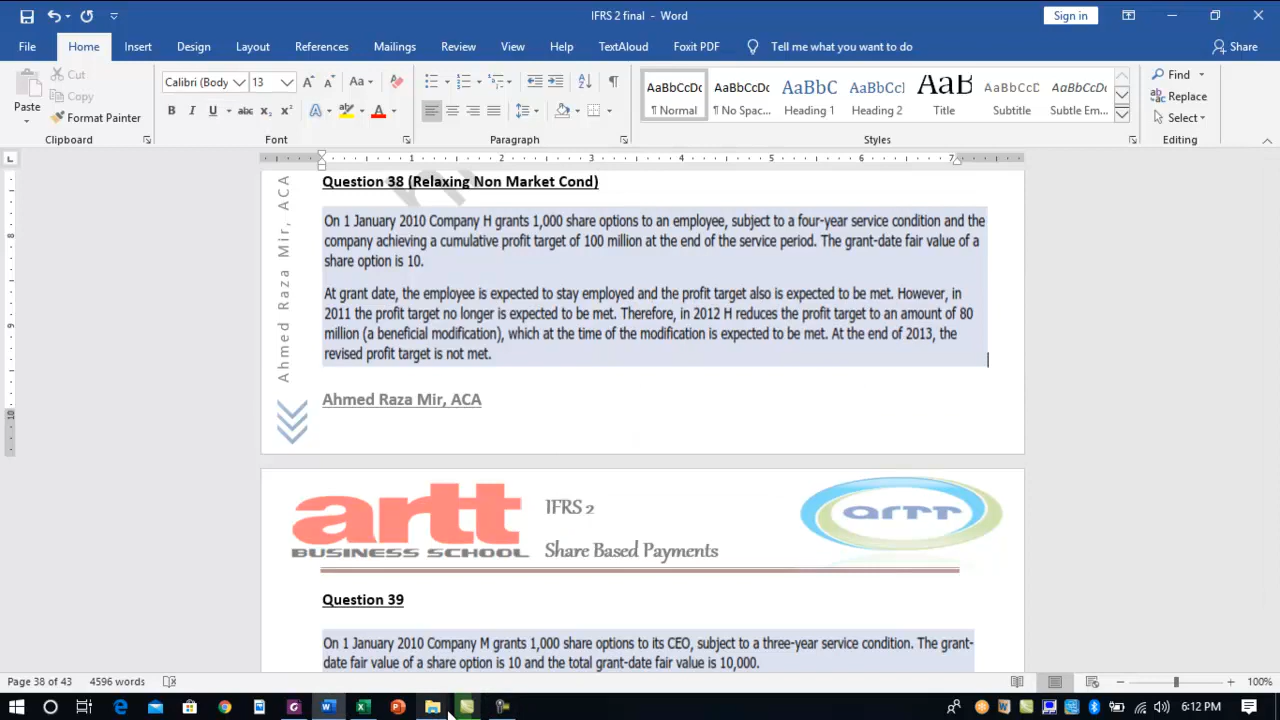 IFRS 2 final - Word
Sign in
File Home Insert Design Layout References Mailings Review View Help TextAloud Foxit PDF Tell me what you want to do Share
Paste
Cut
Copy
Format Painter
Clipboard
Calibri (Body 13
Font
Paragraph
AaBbCcDc AaBbCcDc AaBbC AaBbCcI AaB AaBbCcDc AaBbCcDc
¶ Normal ¶ No Spac... Heading 1 Heading 2 Title Subtitle Subtle Em...
Styles
Find
Replace
Select
Editing
Ahmed Raza Mir, ACA
Question 38 (Relaxing Non Market Cond)
On 1 January 2010 Company H grants 1,000 share options to an employee, subject to a four-year service condition and the
company achieving a cumulative profit target of 100 million at the end of the service period. The grant-date fair value of a
share option is 10.
At grant date, the employee is expected to stay employed and the profit target also is expected to be met. However, in
2011 the profit target no longer is expected to be met. Therefore, in 2012 H reduces the profit target to an amount of 80
million (a beneficial modification), which at the time of the modification is expected to be met. At the end of 2013, the
revised profit target is not met.
Ahmed Raza Mir, ACA
artt
BUSINESS SCHOOL
IFRS 2
Share Based Payments
artt
Question 39
On 1 January 2010 Company M grants 1,000 share options to its CEO, subject to a three-year service condition. The grant-
date fair value of a share option is 10 and the total grant-date fair value is 10,000.
Page 38 of 43 4596 words
100%
6:12 PM